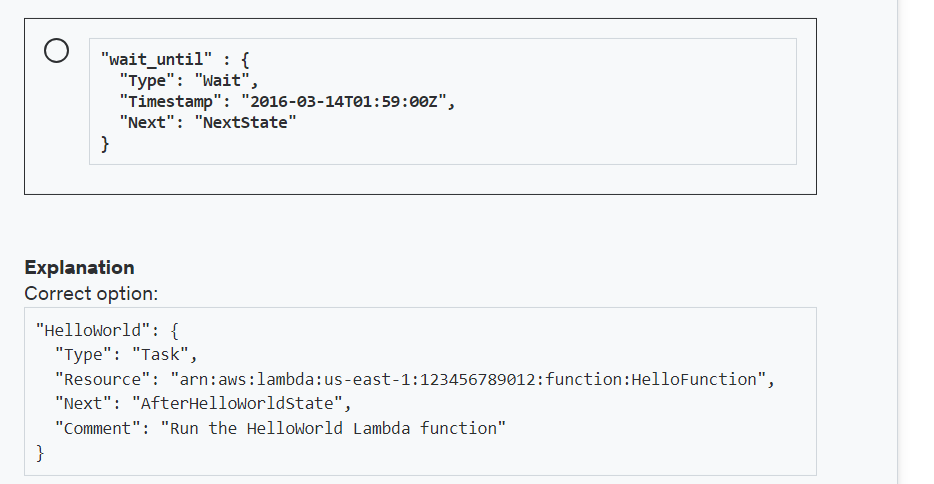 "wait_until" : {
"Type": "Wait",
"Timestamp": "2016-03-14T01:59:00Z",
"Next": "NextState"
}
Explanation
Correct option:
"HelloWorld": {
"Type": "Task",
"Resource": "arn:aws:lambda:us-east-1:123456789012:function:HelloFunction",
"Next": "AfterHelloWorldState",
"Comment": "Run the HelloWorld Lambda function"
}